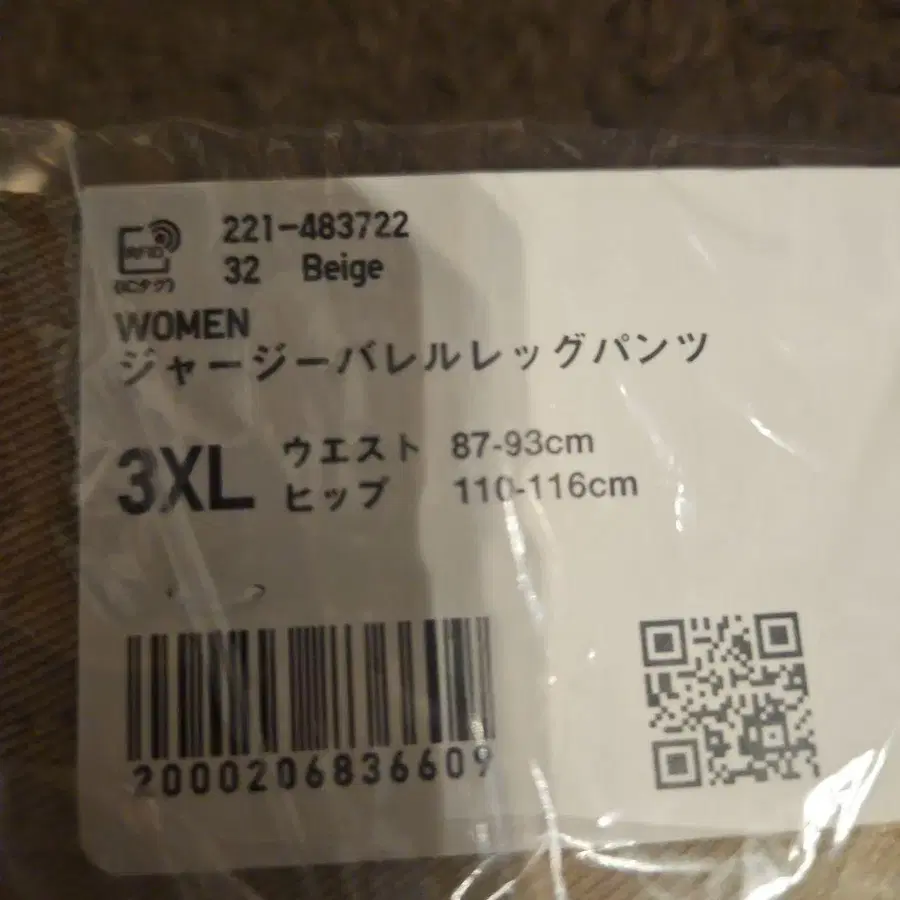 221-483722
RFID
32 Beige
(ICタグ)
WOMEN
ジャージーバレルレッグパンツ
3XL
ウエスト 87-93cm
ヒップ 110-116cm
2000206836609